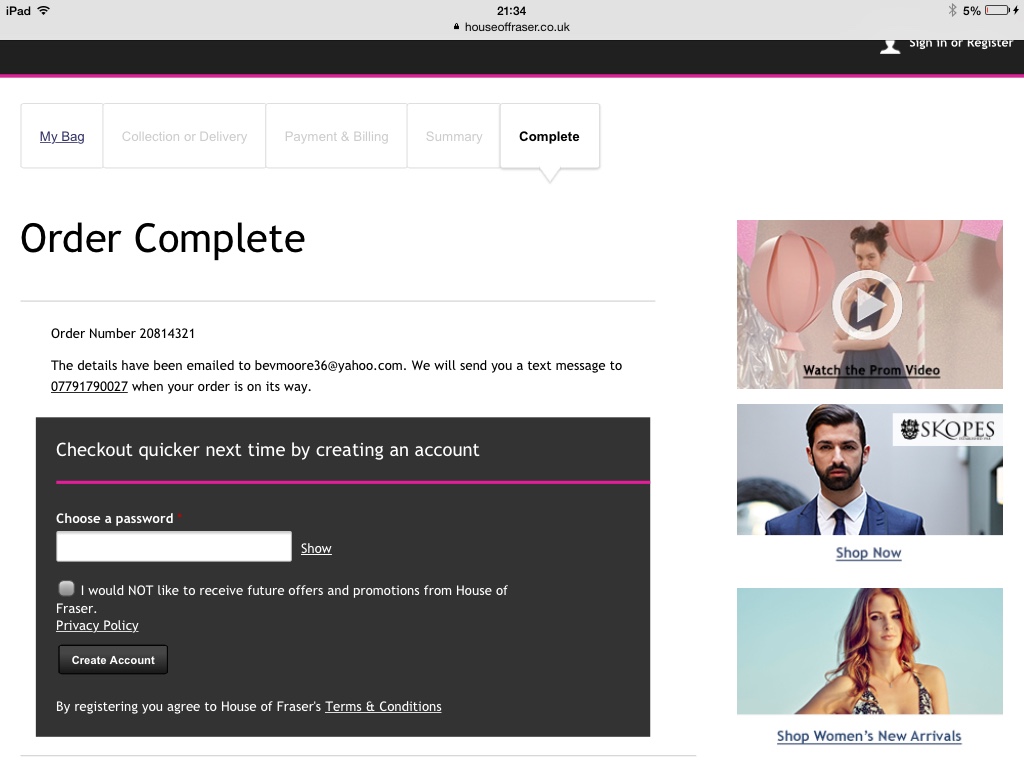 iPad
21:34
5%
houseoffraser.co.uk
Sign in or Register
My Bag
Collection or Delivery
Payment & Billing
Summary
Complete
Order Complete
Order Number 20814321
The details have been emailed to bevmoore36@yahoo.com. We will send you a text message to
07791790027 when your order is on its way.
Checkout quicker next time by creating an account
Choose a password *
Show
I would NOT like to receive future offers and promotions from House of
Fraser.
Privacy Policy
Create Account
By registering you agree to House of Fraser's Terms & Conditions
Watch the Prom Video
SKOPES
Shop Now
Shop Women's New Arrivals